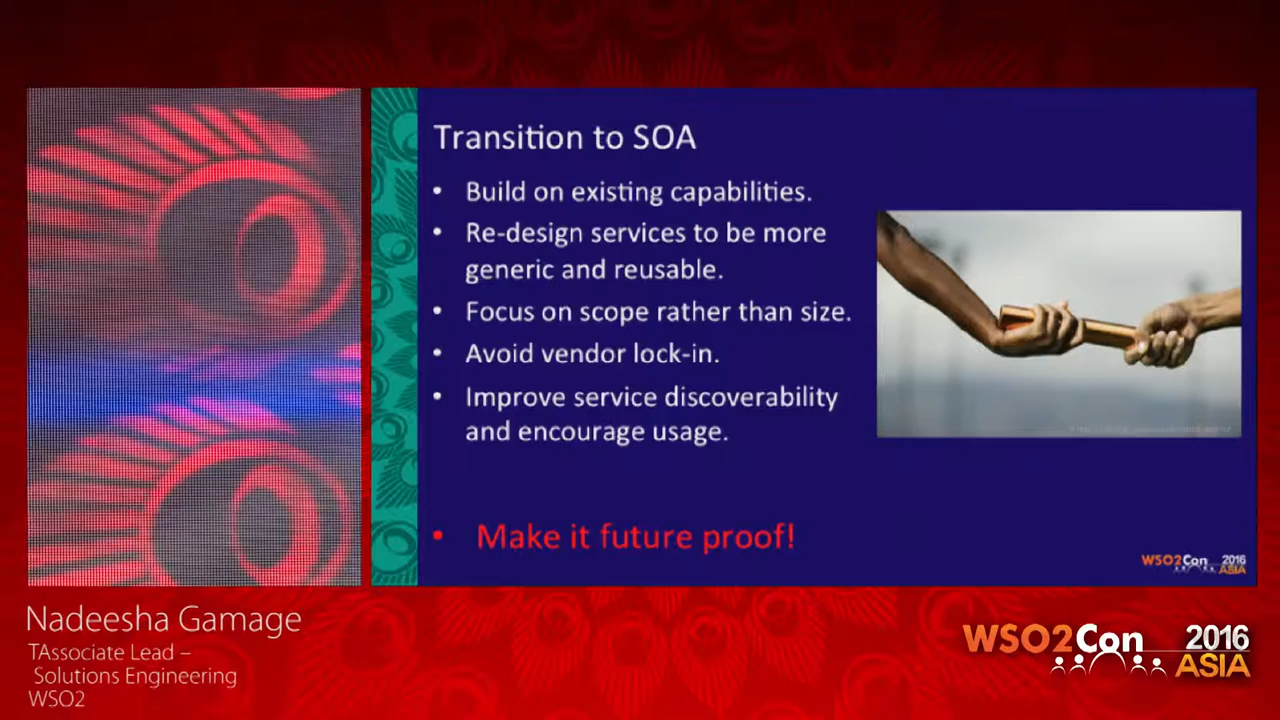 Transition to SOA
• Build on existing capabilities.
• Re-design services to be more
generic and reusable.
• Focus on scope rather than size.
• Avoid vendor lock-in.
• Improve service discoverability
and encourage usage.
• Make it future proof!
WSO2Con 2016
ASIA
Nadeesha Gamage
TAssociate Lead –
Solutions Engineering
WSO2
WSO2Con 2016
ASIA